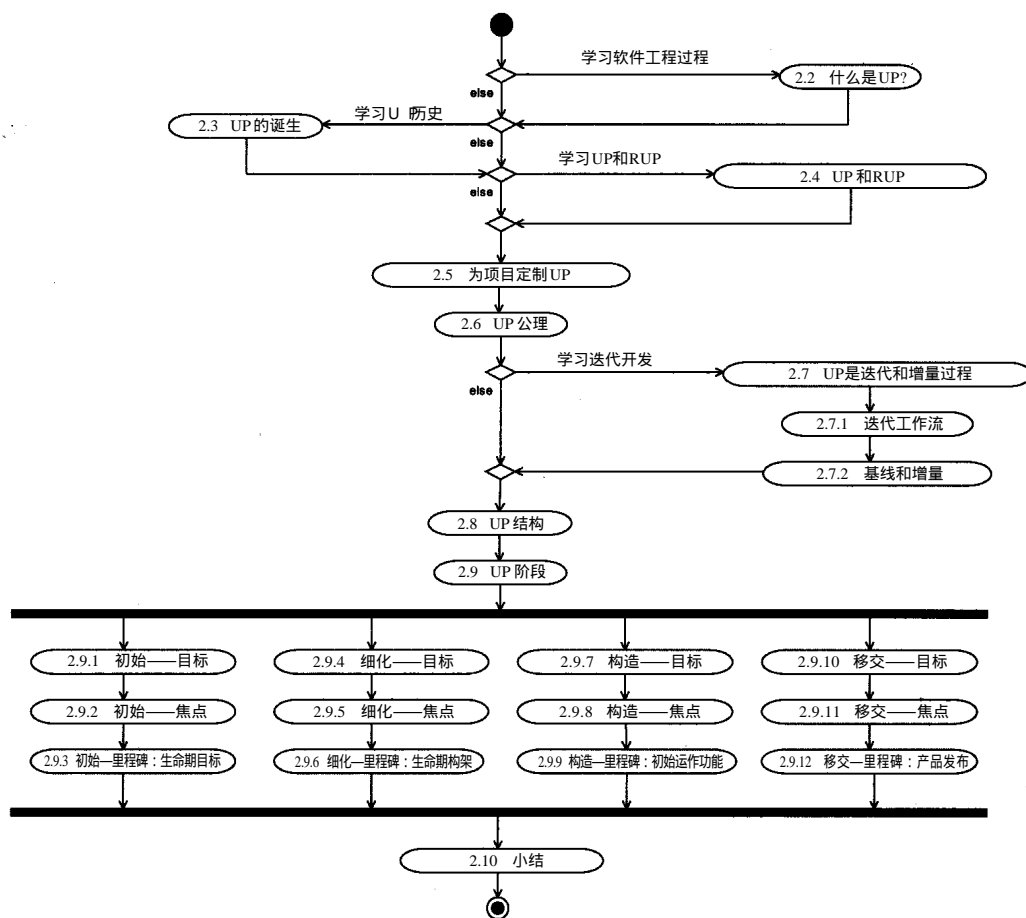 学习软件工程过程
2.2 什么是UP?
else
学习UP历史
2.3 UP的诞生
else
学习UP和RUP
2.4 UP和RUP
else
2.5 为项目定制UP
2.6 UP公理
学习迭代开发
2.7 UP是迭代和增量过程
else
2.7.1 迭代工作流
2.7.2 基线和增量
2.8 UP结构
2.9 UP阶段
2.9.1 初始——目标
2.9.4 细化——目标
2.9.7 构造——目标
2.9.10 移交——目标
2.9.2 初始——焦点
2.9.5 细化——焦点
2.9.8 构造——焦点
2.9.11 移交——焦点
2.9.3 初始—里程碑：生命期目标
2.9.6 细化—里程碑：生命期构架
2.9.9 构造—里程碑：初始运作功能
2.9.12 移交—里程碑：产品发布
2.10 小结